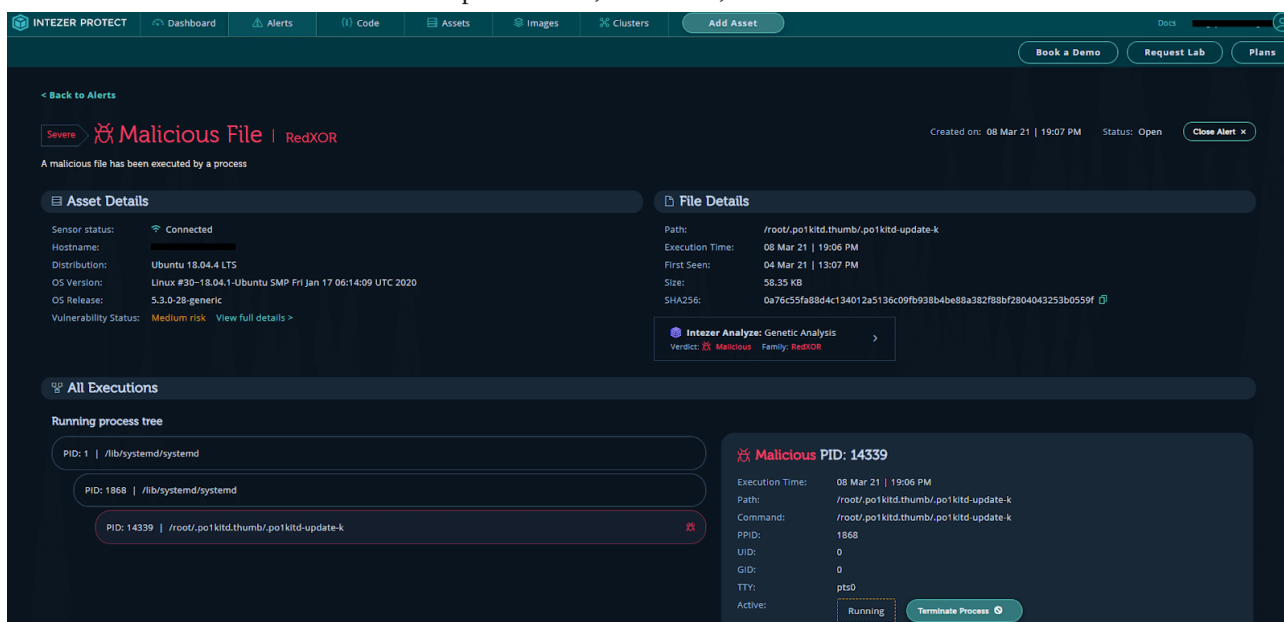 INTEZER PROTECT Dashboard Alerts Code Assets Images Clusters Add Asset Docs
Book a Demo Request Lab Plans
< Back to Alerts
Severe Malicious File | RedXOR Created on: 08 Mar 21 | 19:07 PM Status: Open Close Alert ×
A malicious file has been executed by a process
Asset Details
Sensor status: Connected
Hostname:
Distribution: Ubuntu 18.04.4 LTS
OS Version: Linux #30~18.04.1-Ubuntu SMP Fri Jan 17 06:14:09 UTC 2020
OS Release: 5.3.0-28-generic
Vulnerability Status: Medium risk View full details >
File Details
Path: /root/.po1kitd.thumb/.po1kitd-update-k
Execution Time: 08 Mar 21 | 19:06 PM
First Seen: 04 Mar 21 | 13:07 PM
Size: 58.35 KB
SHA256: 0a76c55fa88d4c134012a5136c09fb938b4be88a382f88bf2804043253b0559f
Intezer Analyze: Genetic Analysis
Verdict: Malicious Family: RedXOR
All Executions
Running process tree
PID: 1 | /lib/systemd/systemd
PID: 1868 | /lib/systemd/systemd
PID: 14339 | /root/.po1kitd.thumb/.po1kitd-update-k
Malicious PID: 14339
Execution Time: 08 Mar 21 | 19:06 PM
Path: /root/.po1kitd.thumb/.po1kitd-update-k
Command: /root/.po1kitd.thumb/.po1kitd-update-k
PPID: 1868
UID: 0
GID: 0
TTY: pts0
Active: Running Terminate Process